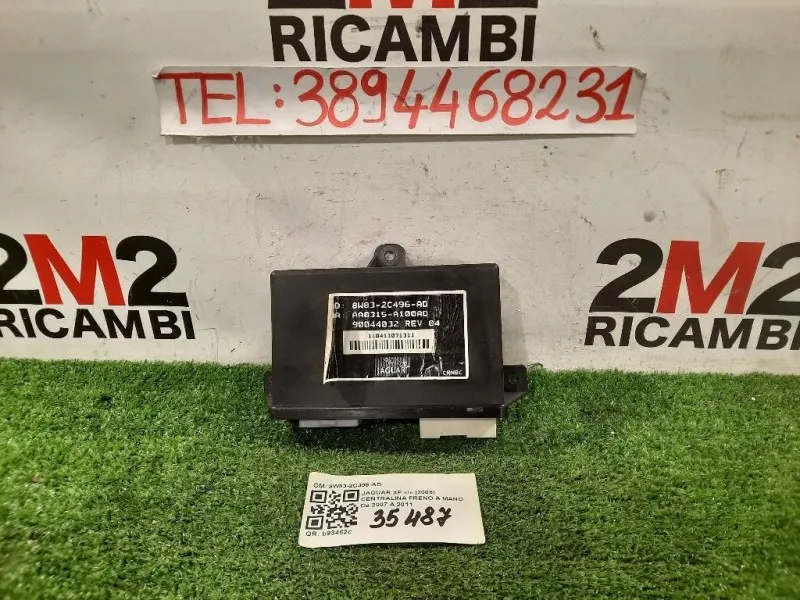 2M2
RICAMBI
TEL: 3894468231
2M2
RICAMBI
2M2
RICAMBI
D: 8W83-2C496-AD
A: AA0315-A100AD
90044032 REV 04
JAGUAR
OM: 8W83-2C496-AD
JAGUAR XF
(2008)
CENTRALINA FRENO A MANO
Da 2007 A 2011
35487
QR: b93462c